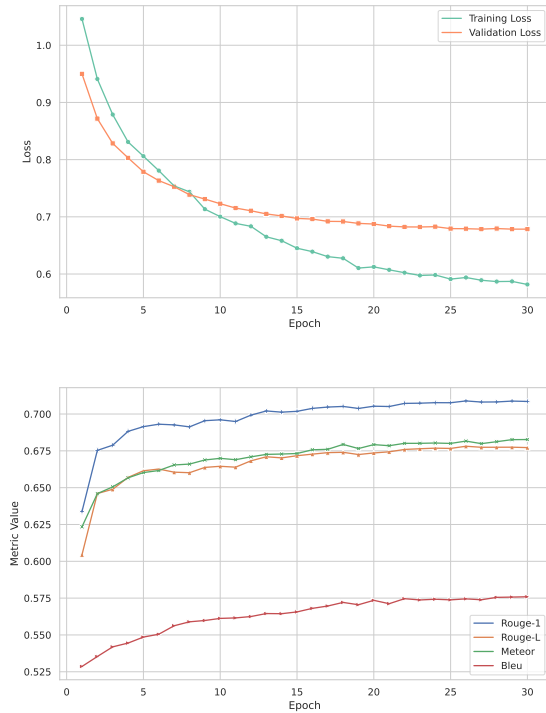 Training Loss
Validation Loss
Loss
1.0
0.9
0.8
0.7
0.6
0 5 10 15 20 25 30
Epoch
Metric Value
0.700
0.675
0.650
0.625
0.600
0.575
0.550
0.525
Rouge-1
Rouge-L
Meteor
Bleu
0 5 10 15 20 25 30
Epoch